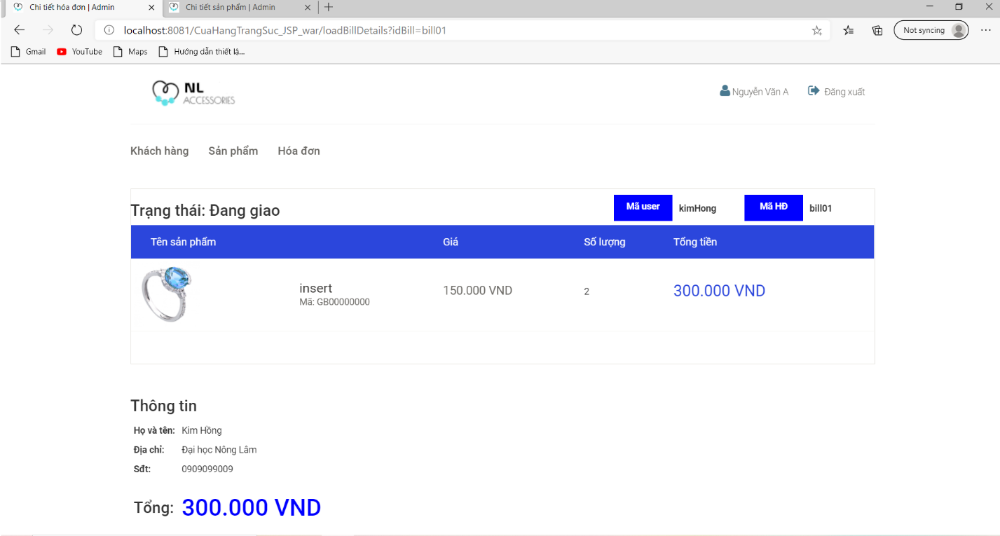 Chi tiết hóa đơn | Admin
Chi tiết sản phẩm | Admin
localhost:8081/CuaHangTrangSuc_JSP_war/loadBillDetails?idBill=bill01
Not syncing
Gmail
YouTube
Maps
Hướng dẫn thiết lậ...
NL
ACCESSORIES
Nguyễn Văn A
Đăng xuất
Khách hàng
Sản phẩm
Hóa đơn
Trạng thái: Đang giao
Mã user
kimHong
Mã HĐ
bill01
Tên sản phẩm
Giá
Số lượng
Tổng tiền
insert
Mã: GB00000000
150.000 VND
2
300.000 VND
Thông tin
Họ và tên: Kim Hồng
Địa chỉ: Đại học Nông Lâm
Sđt: 0909099009
Tổng: 300.000 VND